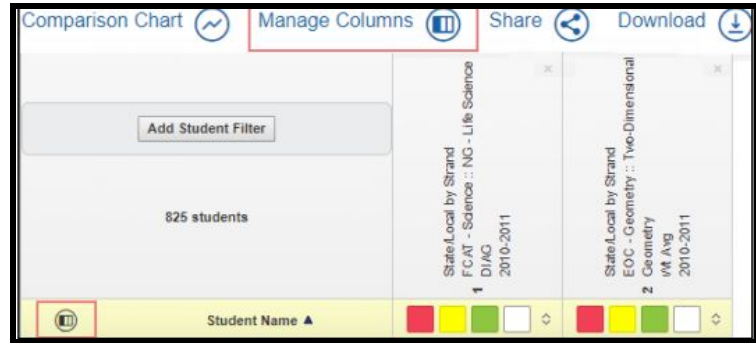 Comparison Chart Manage Columns Share Download
Add Student Filter
825 students
State/Local by Strand
FCAT - Science :: NG - Life Science
DIAG
2010-2011
1
State/Local by Strand
EOC - Geometry :: Two-Dimensional
Geometry
Wt Avg
2010-2011
2
Student Name ▲